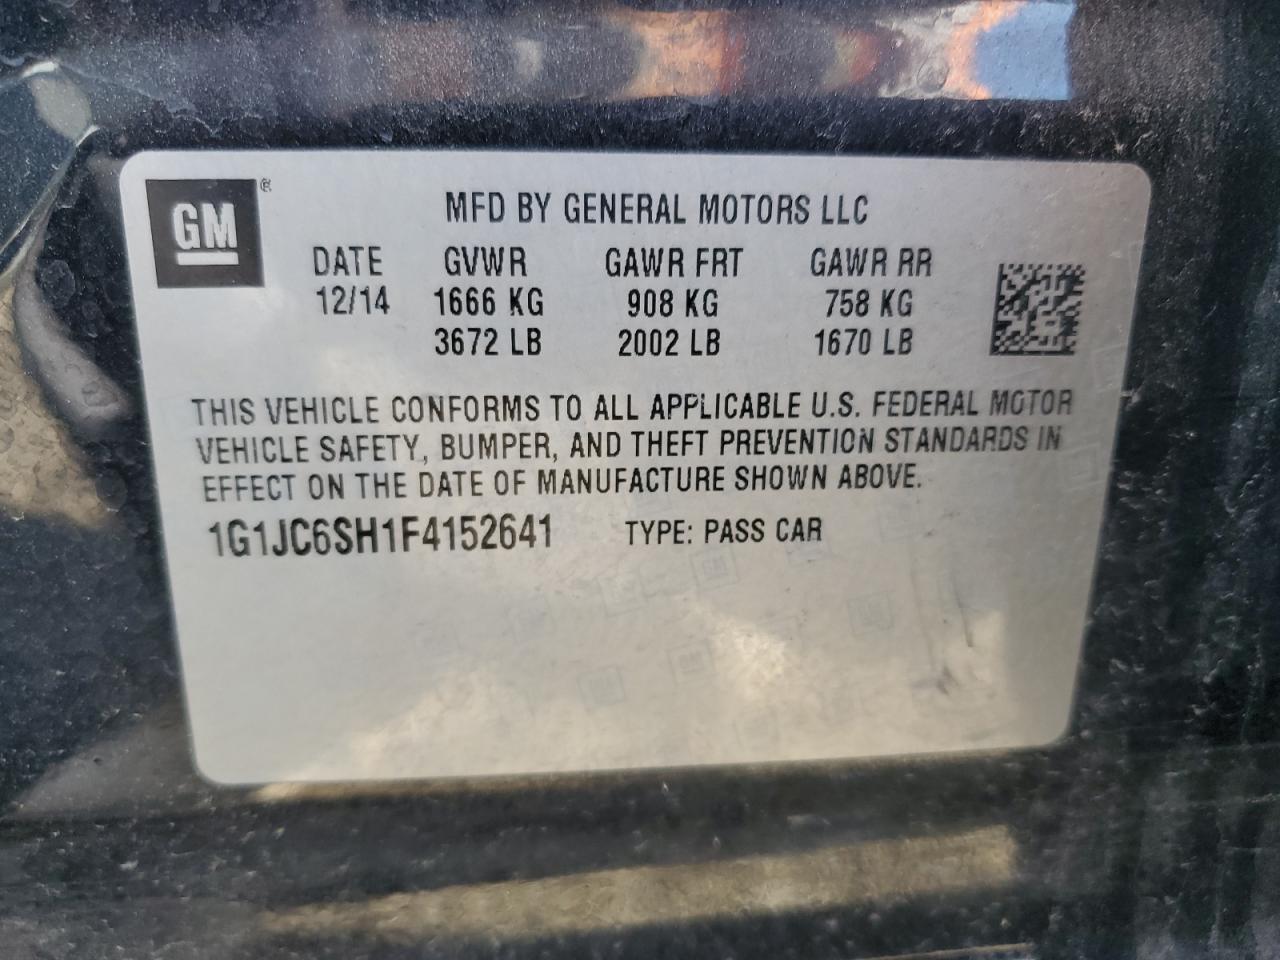 GM ®
MFD BY GENERAL MOTORS LLC
DATE GVWR GAWR FRT GAWR RR
12/14 1666 KG 908 KG 758 KG
3672 LB 2002 LB 1670 LB
THIS VEHICLE CONFORMS TO ALL APPLICABLE U.S. FEDERAL MOTOR
VEHICLE SAFETY, BUMPER, AND THEFT PREVENTION STANDARDS IN
EFFECT ON THE DATE OF MANUFACTURE SHOWN ABOVE.
1G1JC6SH1F4152641 TYPE: PASS CAR